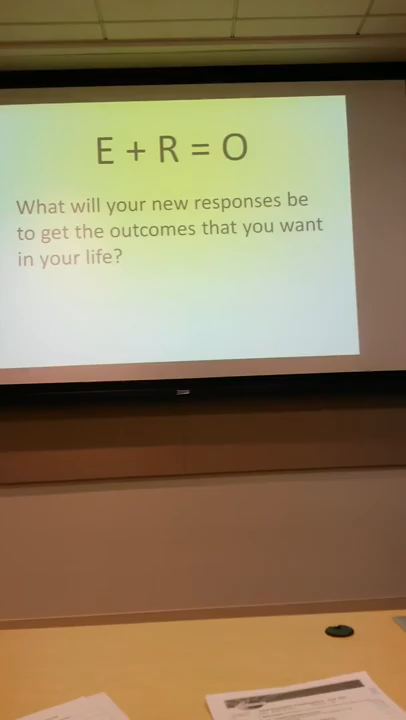 E + R = O
What will your new responses be
to get the outcomes that you want
in your life?